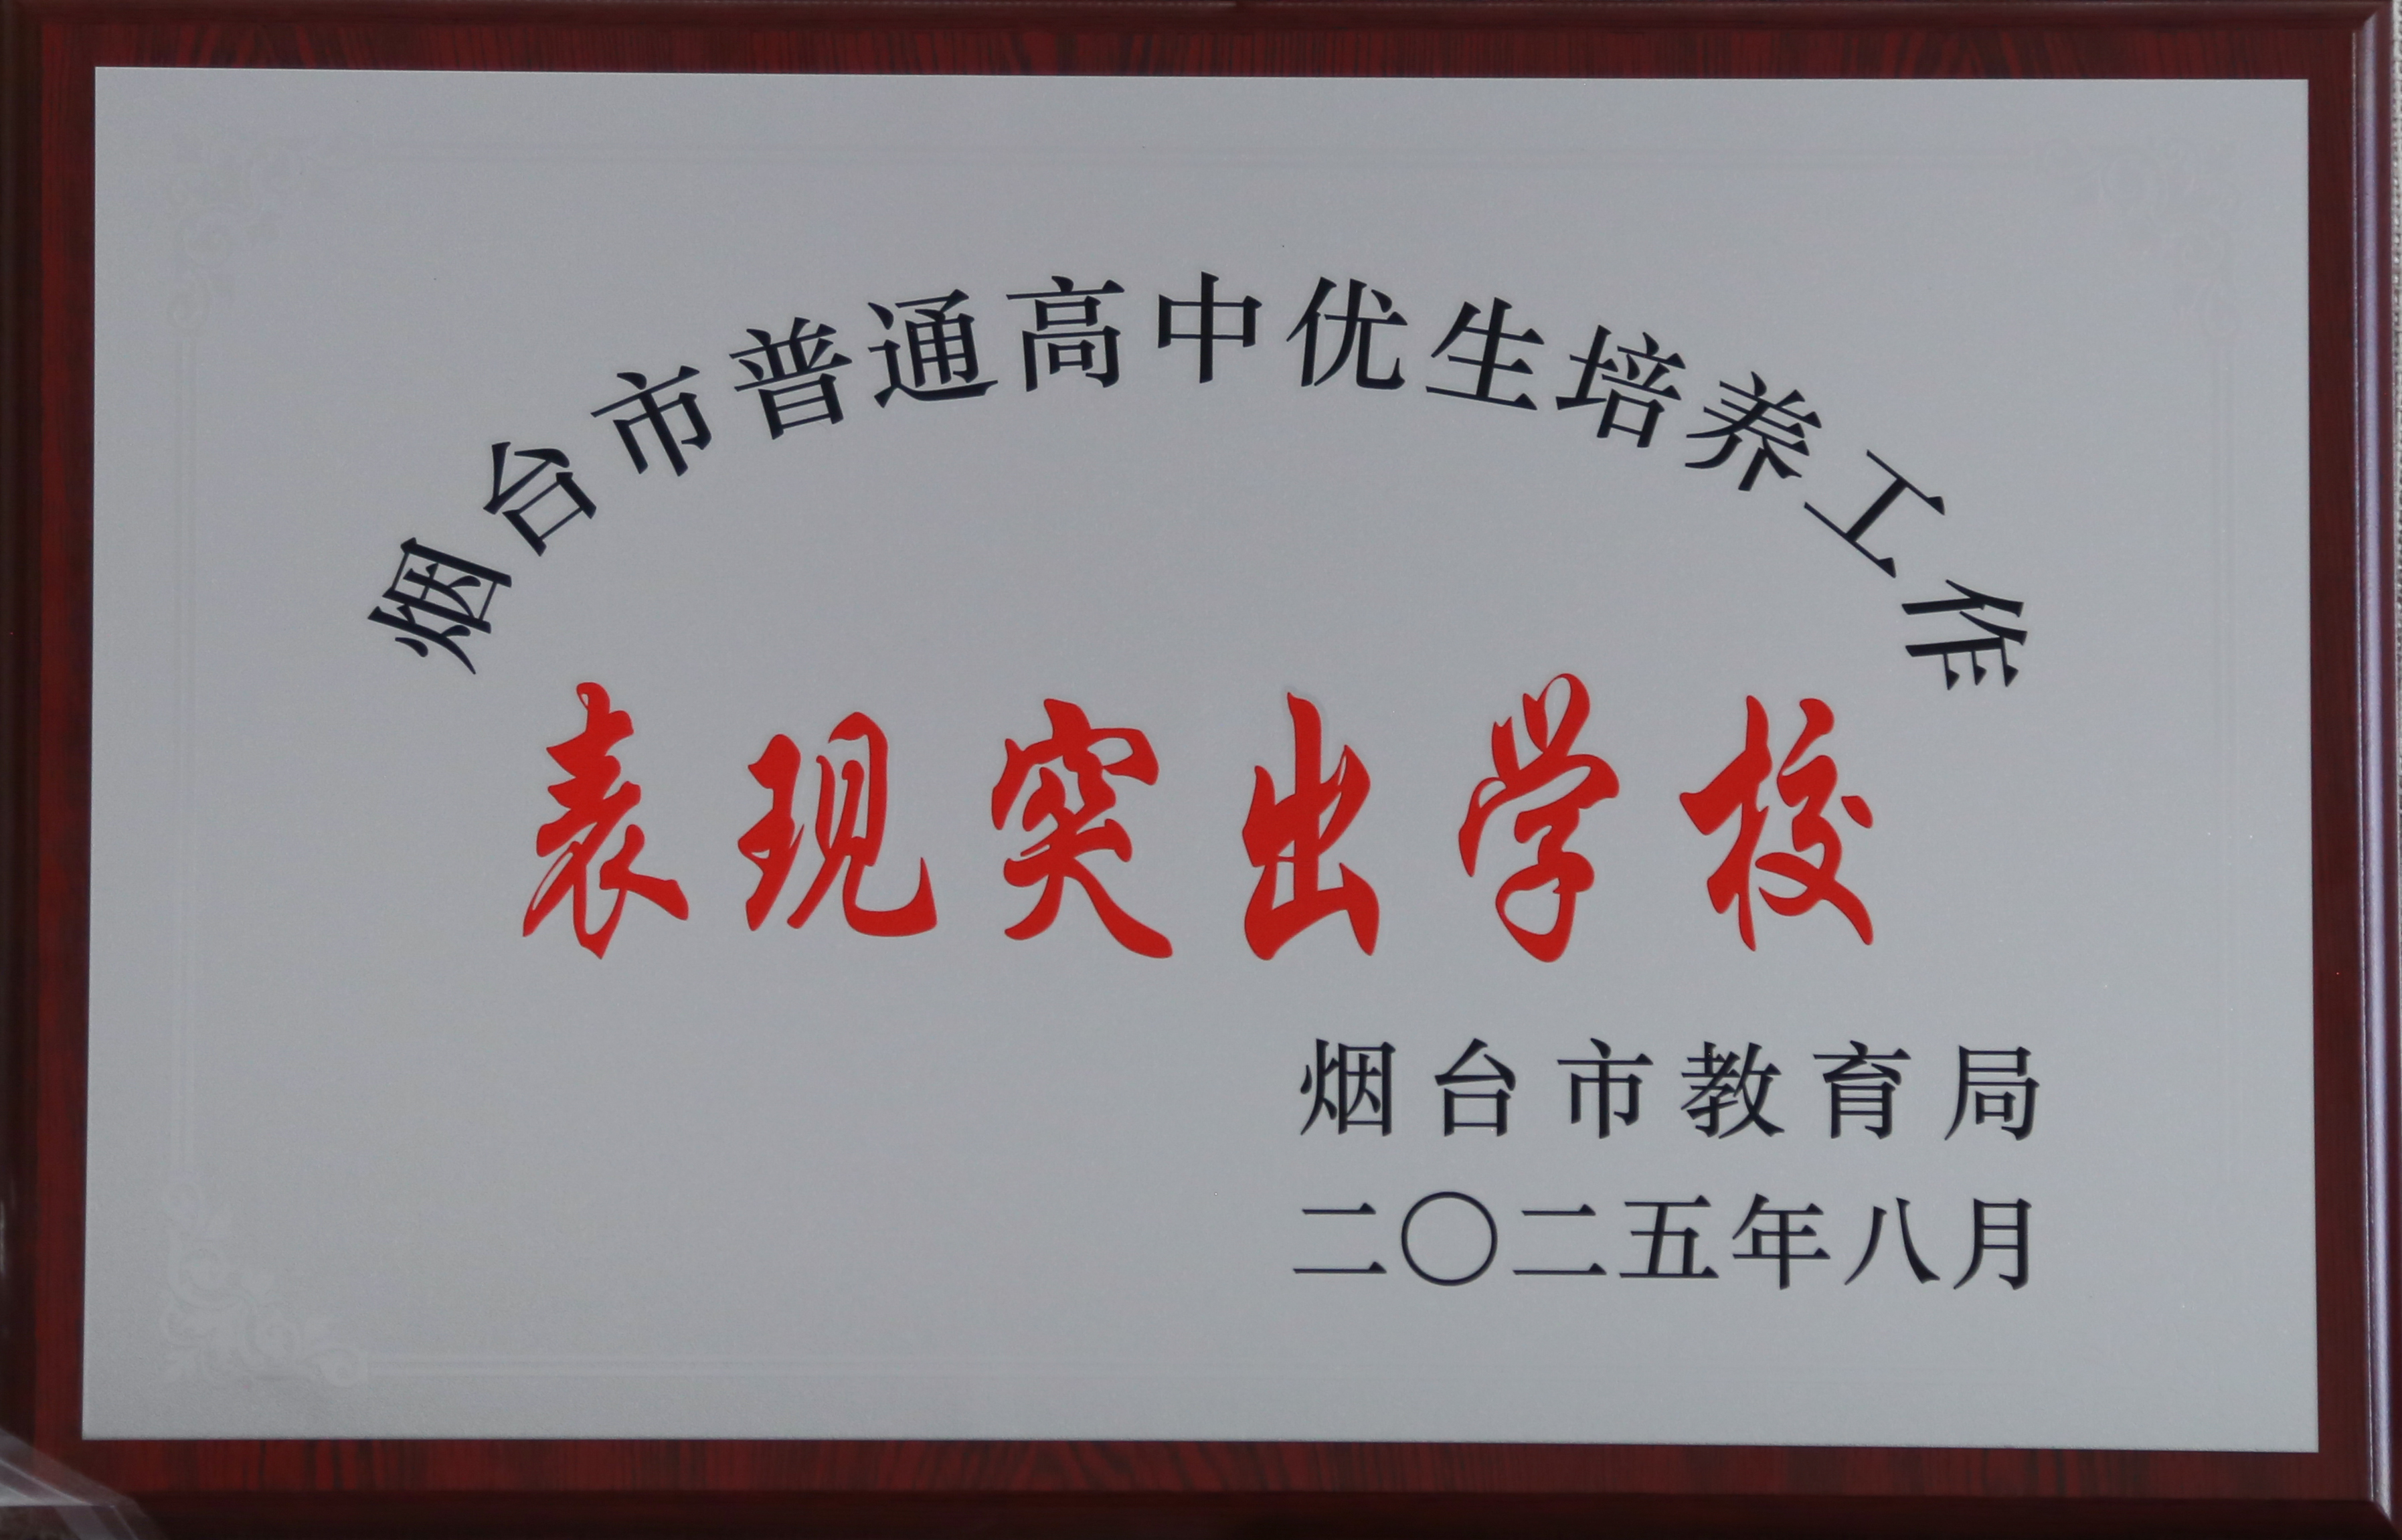 烟台市普通高中优生培养工作
表现突出学校
烟台市教育局
二〇二五年八月